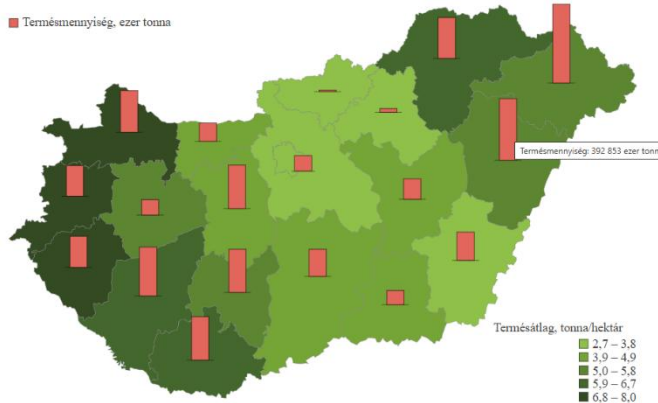 Termésmennyiség, ezer tonna
Termésmennyiség: 392 853 ezer tonn
Termésátlag, tonna/hektár
2,7 – 3,8
3,9 – 4,9
5,0 – 5,8
5,9 – 6,7
6,8 – 8,0